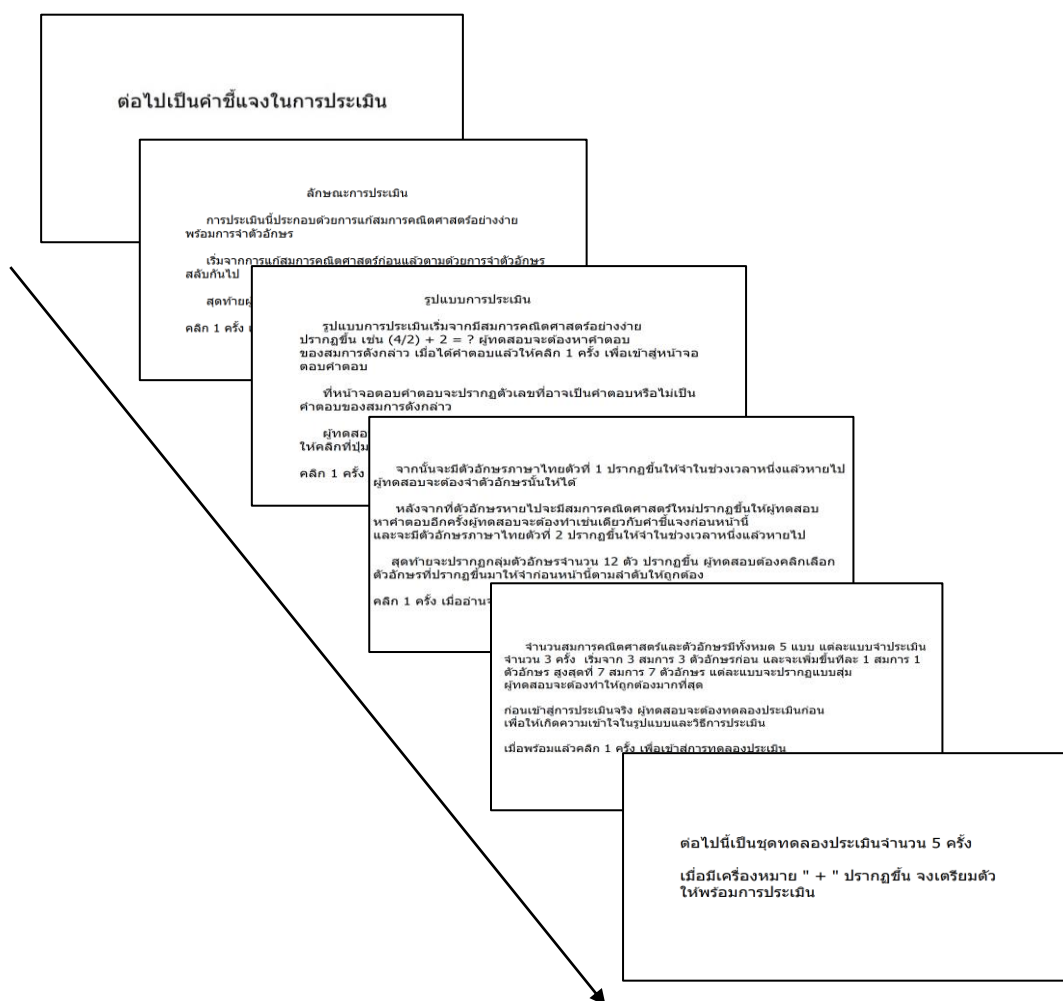 ต่อไปเป็นคำชี้แจงในการประเมิน
ลักษณะการประเมิน
การประเมินนี้ประกอบด้วยการแก้สมการคณิตศาสตร์อย่างง่าย
พร้อมการจำตัวอักษร
เริ่มจากการแก้สมการคณิตศาสตร์ก่อนแล้วตามด้วยการจำตัวอักษร
สลับกันไป
สุดท้าย
คลิก 1 ครั้ง
รูปแบบการประเมิน
รูปแบบการประเมินเริ่มจากมีสมการคณิตศาสตร์อย่างง่าย
ปรากฏขึ้น เช่น (4/2) + 2 = ? ผู้ทดสอบจะต้องหาคำตอบ
ของสมการดังกล่าว เมื่อได้คำตอบแล้วให้คลิก 1 ครั้ง เพื่อเข้าสู่หน้าจอ
ตอบคำตอบ
ที่หน้าจอตอบคำตอบจะปรากฏตัวเลขที่อาจเป็นคำตอบหรือไม่เป็น
คำตอบของสมการดังกล่าว
ผู้ทดสอ
ให้คลิกที่ปุ่ม
คลิก 1 ครั้ง
จากนั้นจะมีตัวอักษรภาษาไทยตัวที่ 1 ปรากฏขึ้นให้จำในช่วงเวลาหนึ่งแล้วหายไป
ผู้ทดสอบจะต้องจำตัวอักษรนั้นให้ได้
หลังจากที่ตัวอักษรหายไปจะมีสมการคณิตศาสตร์ใหม่ปรากฏขึ้นให้ผู้ทดสอบ
หาคำตอบอีกครั้งผู้ทดสอบจะต้องทำเช่นเดียวกับคำชี้แจงก่อนหน้านี้
และจะมีตัวอักษรภาษาไทยตัวที่ 2 ปรากฏขึ้นให้จำในช่วงเวลาหนึ่งแล้วหายไป
สุดท้ายจะปรากฏกลุ่มตัวอักษรจำนวน 12 ตัว ปรากฏขึ้น ผู้ทดสอบต้องคลิกเลือก
ตัวอักษรที่ปรากฏขึ้นมาให้จำก่อนหน้านี้ตามลำดับให้ถูกต้อง
คลิก 1 ครั้ง เมื่ออ่าน
จำนวนสมการคณิตศาสตร์และตัวอักษรมีทั้งหมด 5 แบบ แต่ละแบบจำประเมิน
จำนวน 3 ครั้ง เริ่มจาก 3 สมการ 3 ตัวอักษรก่อน และจะเพิ่มขึ้นทีละ 1 สมการ 1
ตัวอักษร สูงสุดที่ 7 สมการ 7 ตัวอักษร แต่ละแบบจะปรากฏแบบสุ่ม
ผู้ทดสอบจะต้องทำให้ถูกต้องมากที่สุด
ก่อนเข้าสู่การประเมินจริง ผู้ทดสอบจะต้องทดลองประเมินก่อน
เพื่อให้เกิดความเข้าใจในรูปแบบและวิธีการประเมิน
เมื่อพร้อมแล้วคลิก 1 ครั้ง เพื่อเข้าสู่การทดลองประเมิน
ต่อไปนี้เป็นชุดทดลองประเมินจำนวน 5 ครั้ง
เมื่อมีเครื่องหมาย " + " ปรากฏขึ้น จงเตรียมตัว
ให้พร้อมการประเมิน